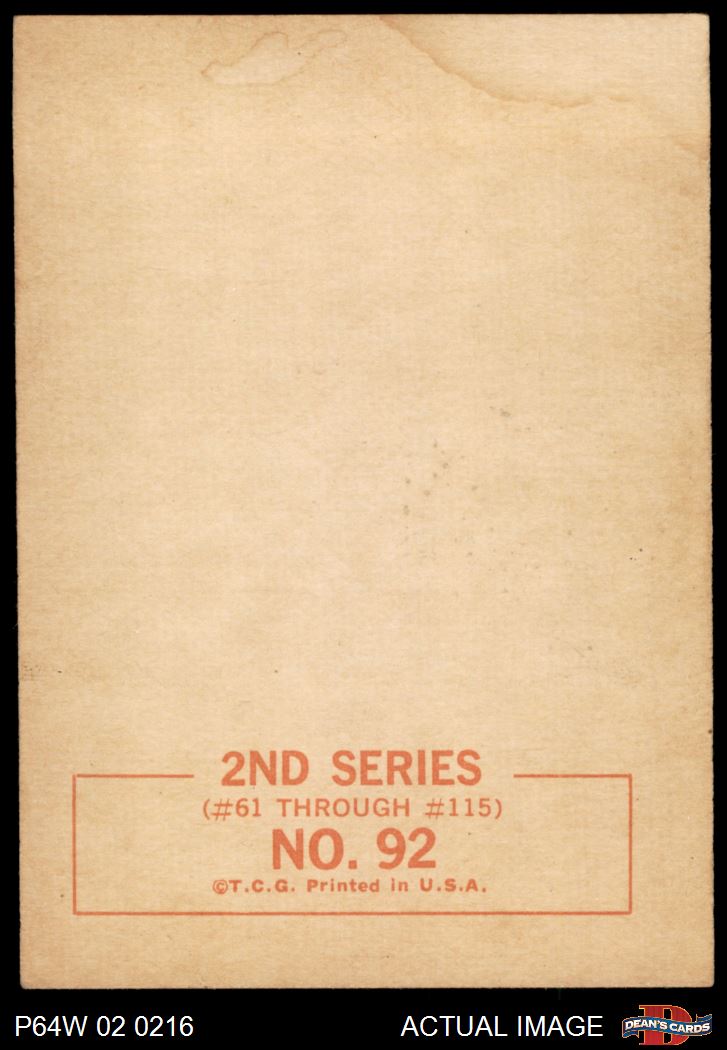 2ND SERIES
(#61 THROUGH #115)
NO. 92
©T.C.G. Printed in U.S.A.
P64W 02 0216
ACTUAL IMAGE
D
DEAN'S CARDS